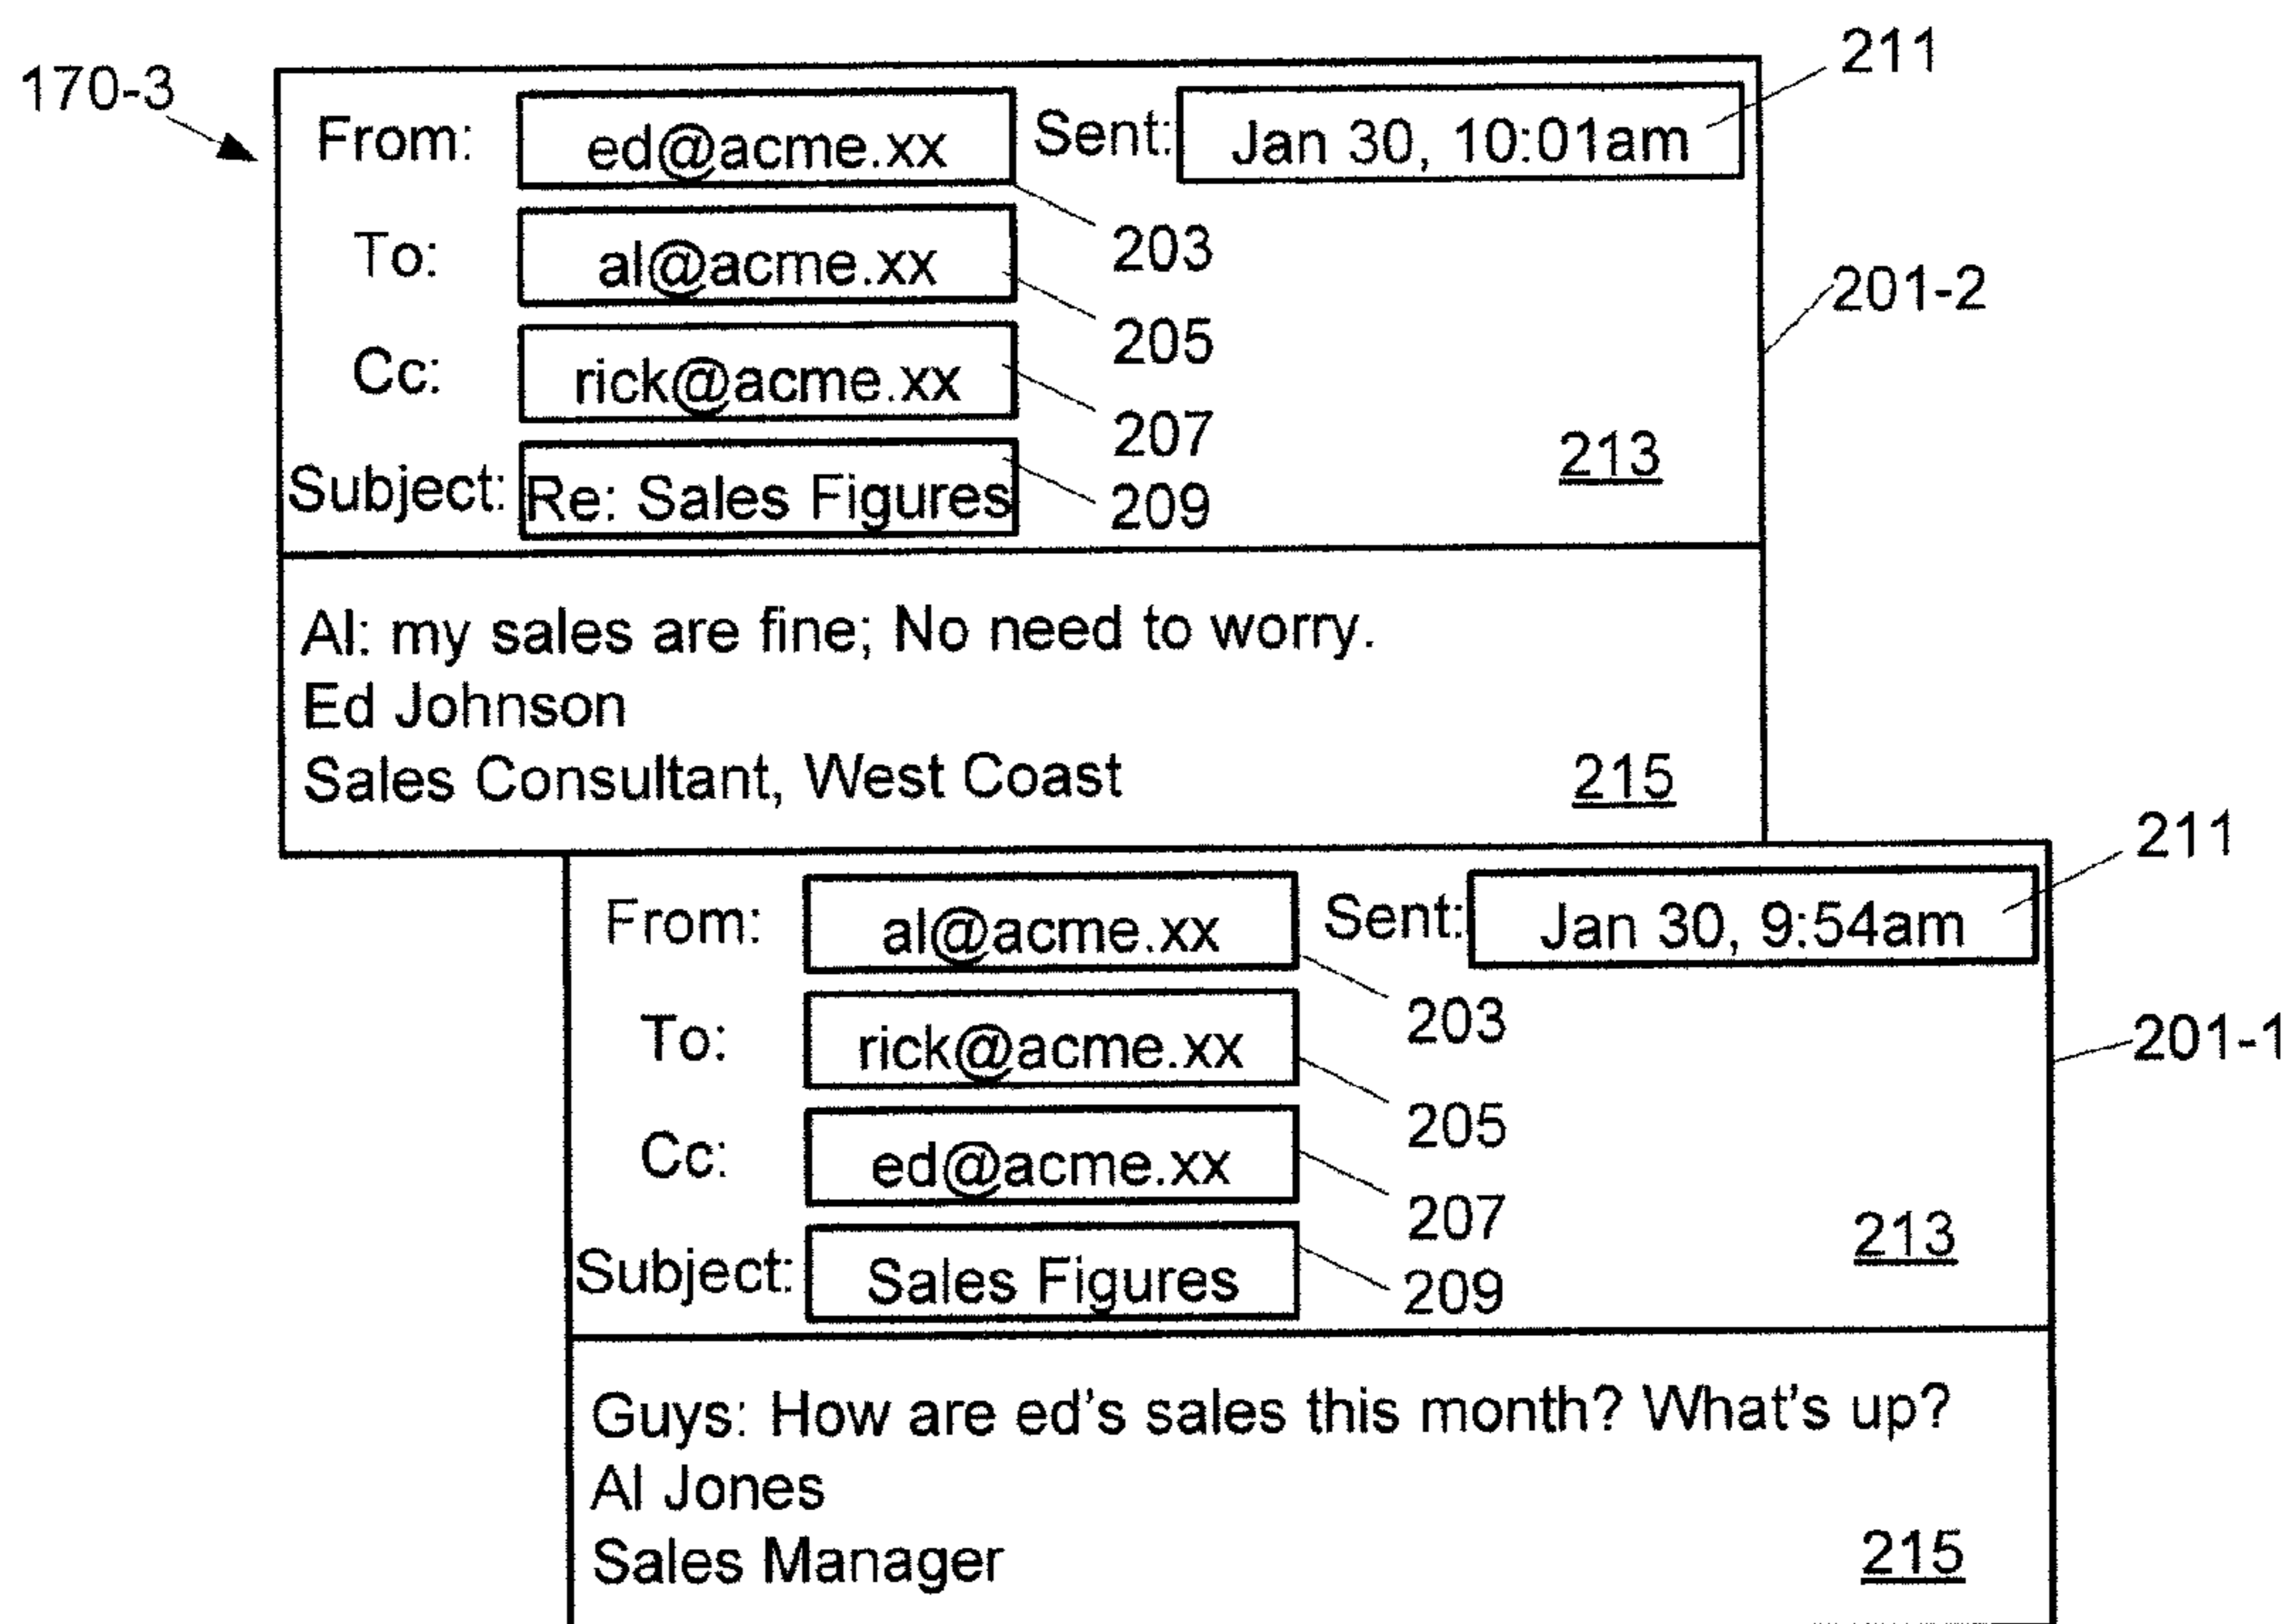 211
170-3
From: ed@acme.xx Sent: Jan 30, 10:01am
203
To: al@acme.xx
201-2
205
Cc: rick@acme.xx
207
213
Subject: Re: Sales Figures
209
Al: my sales are fine; No need to worry.
Ed Johnson
Sales Consultant, West Coast
215
211
From: al@acme.xx Sent: Jan 30, 9:54am
203
To: rick@acme.xx
201-1
205
Cc: ed@acme.xx
207
213
Subject: Sales Figures
209
Guys: How are ed's sales this month? What's up?
Al Jones
Sales Manager
215